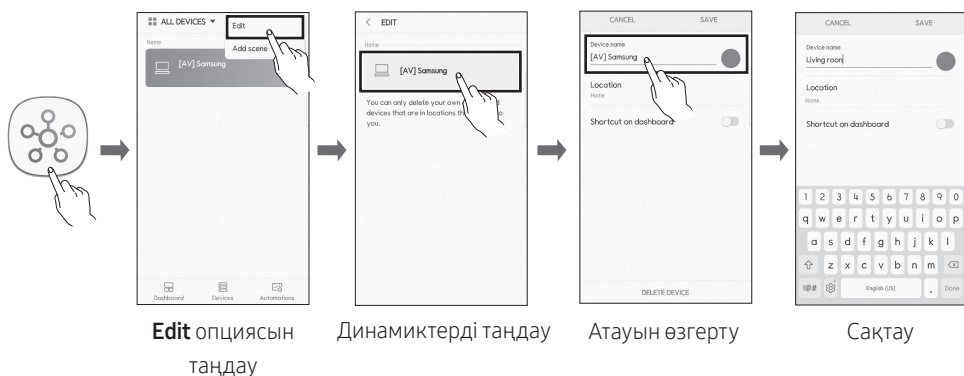 ALL DEVICES ▼
Edit
Add scene
Home
[AV] Samsung
Dashboard
Devices
Automations
Edit опциясын
таңдау
< EDIT
Home
[AV] Samsung
You can only delete your own
devices that are in locations
you.
Динамиктерді таңдау
CANCEL SAVE
Device name
[AV] Samsung
Location
Home
Shortcut on dashboard
DELETE DEVICE
Атауын өзгерту
CANCEL SAVE
Device name
Living roon
Location
Home
Shortcut on dashboard
1 2 3 4 5 6 7 8 9 0
q w e r t y u i o p
a s d f g h j k l
z x c v b n m
!@# English (US) . Done
Сақтау